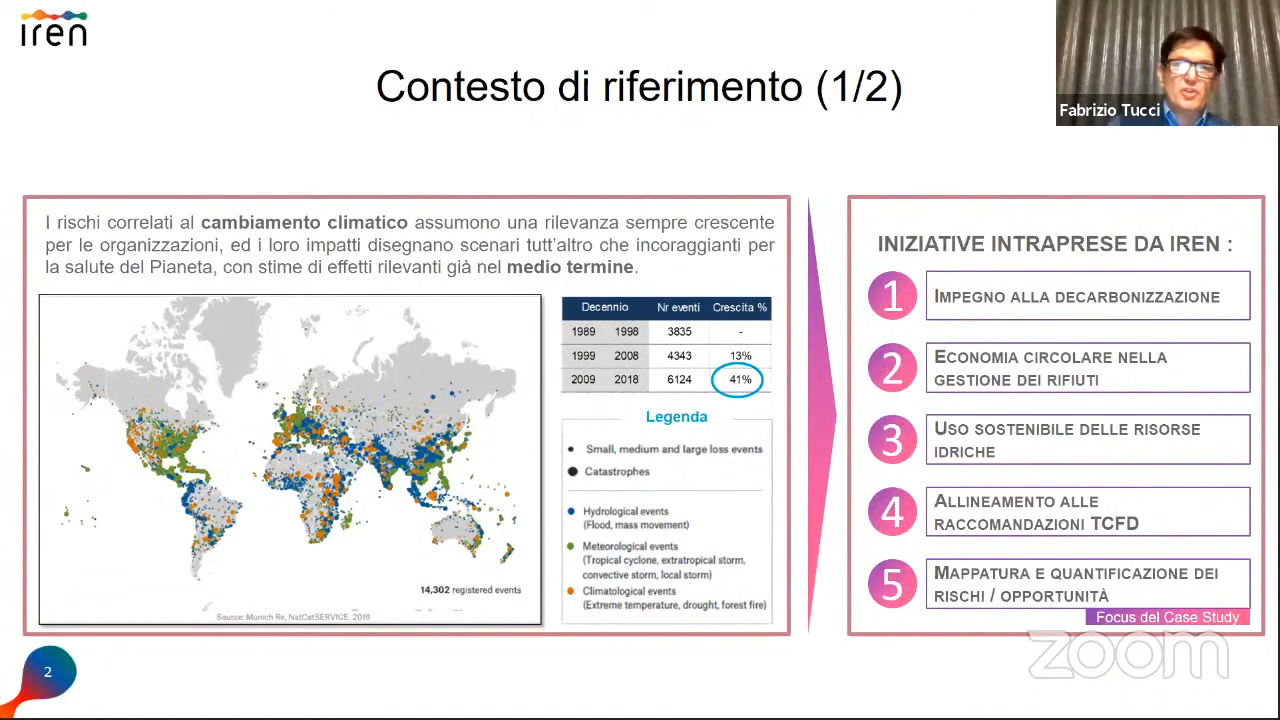 iren
Contesto di riferimento (1/2)
Fabrizio Tucci
I rischi correlati al cambiamento climatico assumono una rilevanza sempre crescente
per le organizzazioni, ed i loro impatti disegnano scenari tutt'altro che incoraggianti per
la salute del Pianeta, con stime di effetti rilevanti già nel medio termine.
14,302 registered events
Source: Munich Re, NatCatSERVICE, 2019
Decennio Nr eventi Crescita %
1989 1998 3835 -
1999 2008 4343 13%
2009 2018 6124 41%
Legenda
Small, medium and large loss events
Catastrophes
Hydrological events
(Flood, mass movement)
Meteorological events
(Tropical cyclone, extratropical storm,
convective storm, local storm)
Climatological events
(Extreme temperature, drought, forest fire)
INIZIATIVE INTRAPRESE DA IREN :
1 IMPEGNO ALLA DECARBONIZZAZIONE
2 ECONOMIA CIRCOLARE NELLA
GESTIONE DEI RIFIUTI
3 USO SOSTENIBILE DELLE RISORSE
IDRICHE
4 ALLINEAMENTO ALLE
RACCOMANDAZIONI TCFD
5 MAPPATURA E QUANTIFICAZIONE DEI
RISCHI / OPPORTUNITÀ
Focus del Case Study
zoom
2